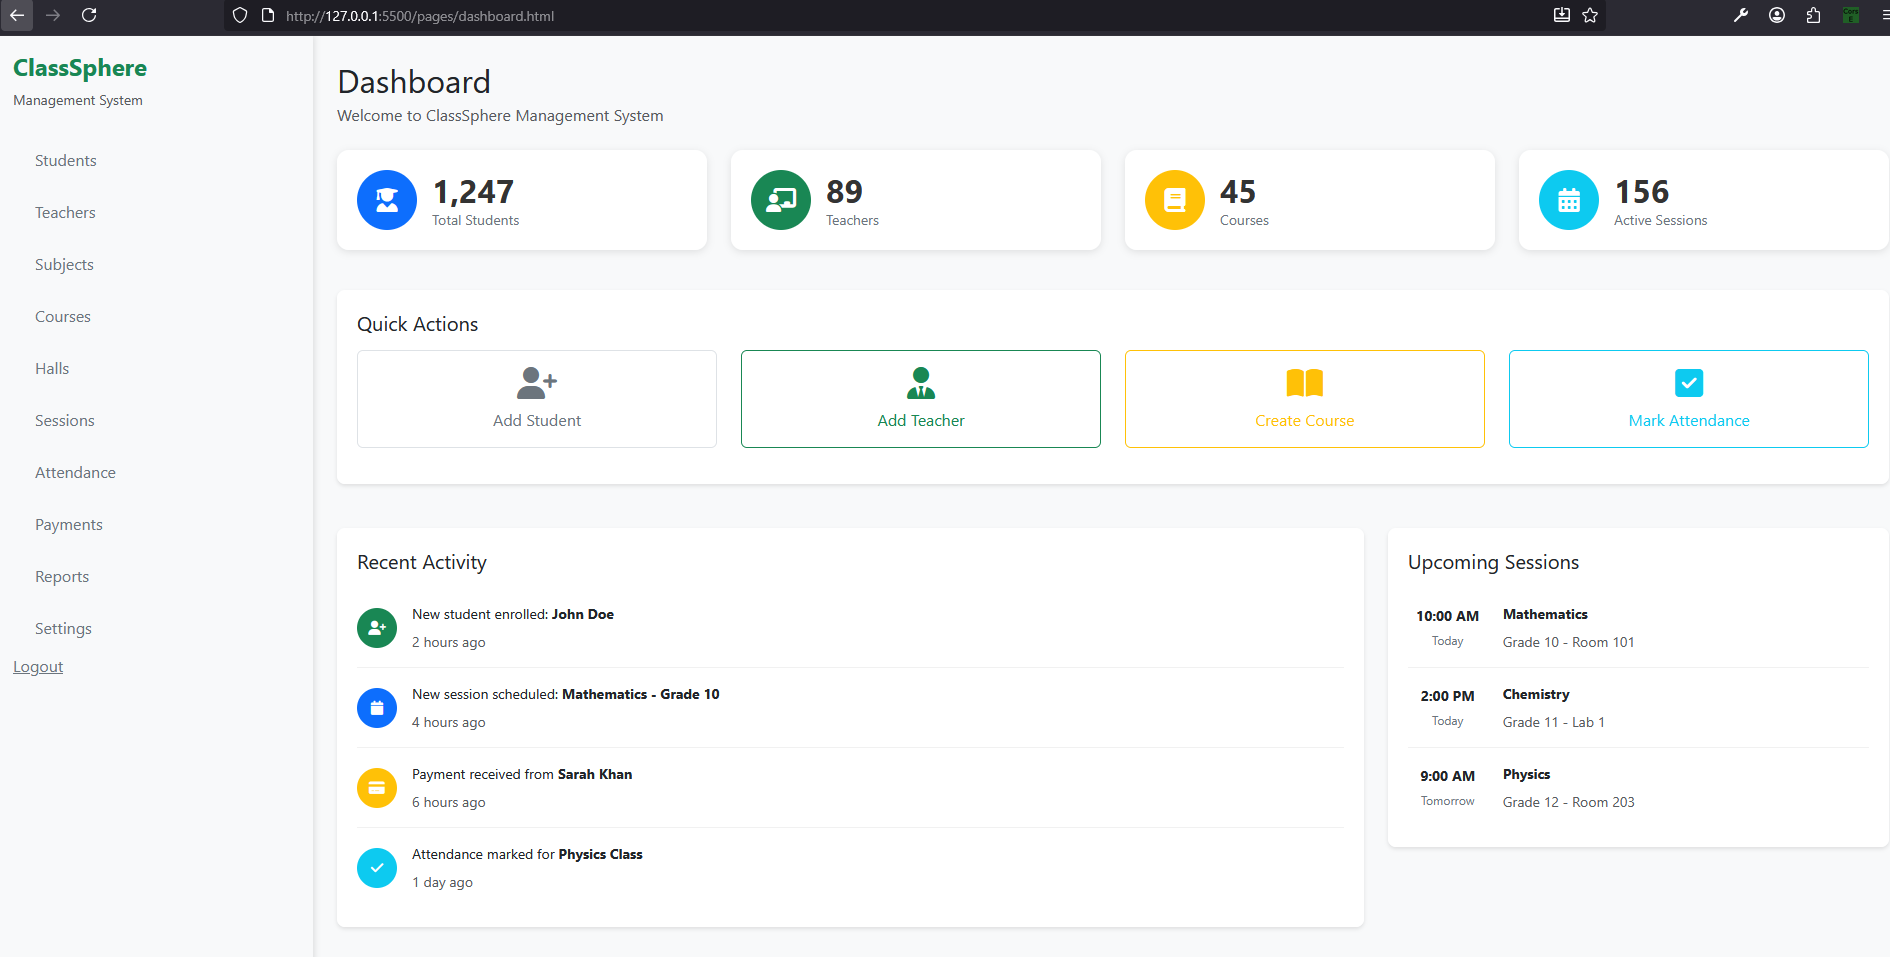 http://127.0.0.1:5500/pages/dashboard.html
ClassSphere
Management System
Students
Teachers
Subjects
Courses
Halls
Sessions
Attendance
Payments
Reports
Settings
Logout
Dashboard
Welcome to ClassSphere Management System
1,247
Total Students
89
Teachers
45
Courses
156
Active Sessions
Quick Actions
Add Student
Add Teacher
Create Course
Mark Attendance
Recent Activity
New student enrolled: John Doe
2 hours ago
New session scheduled: Mathematics - Grade 10
4 hours ago
Payment received from Sarah Khan
6 hours ago
Attendance marked for Physics Class
1 day ago
Upcoming Sessions
10:00 AM
Today
Mathematics
Grade 10 - Room 101
2:00 PM
Today
Chemistry
Grade 11 - Lab 1
9:00 AM
Tomorrow
Physics
Grade 12 - Room 203